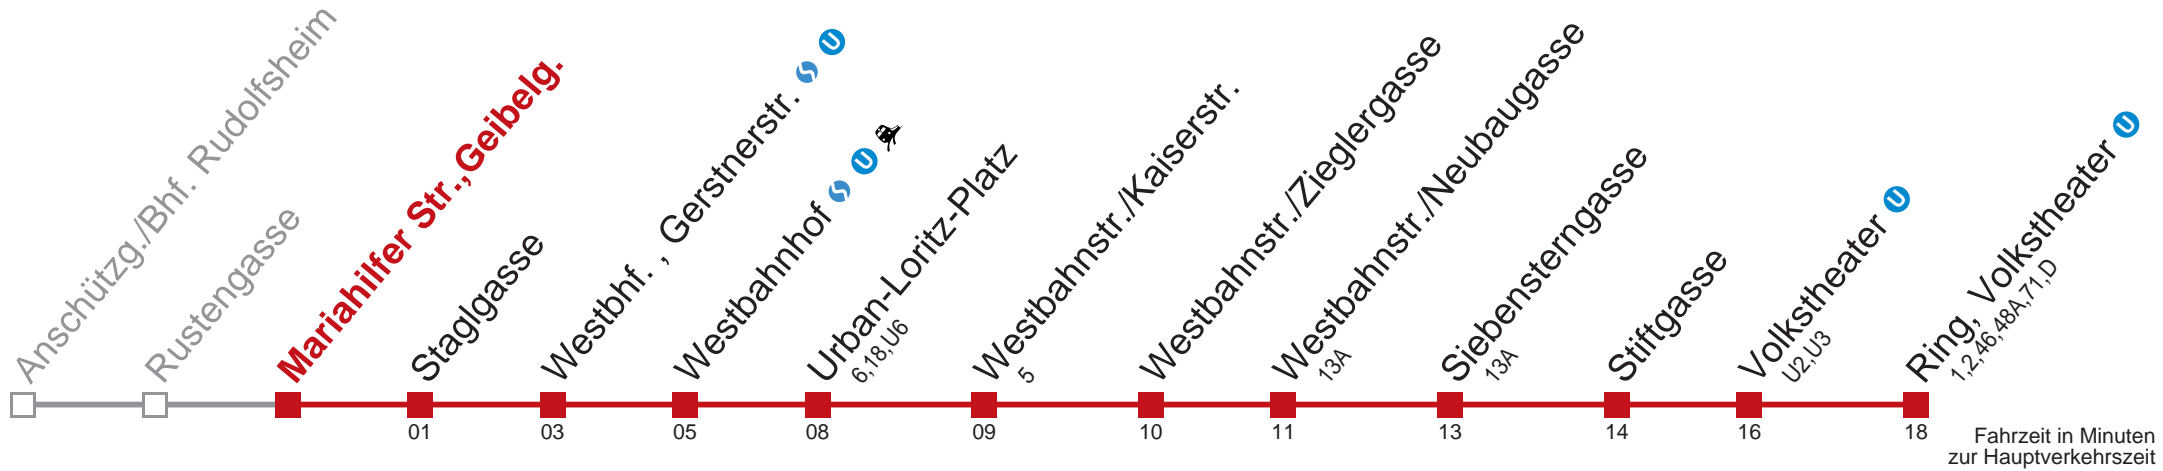 Anschützg./Bhf. Rudolfsheim
Rustengasse
Mariahilfer Str.,Geibelg.
Staglgasse
01
Westbhf. , Gerstnerstr. S U
03
Westbahnhof S U
05
Urban-Loritz-Platz
6,18,U6
08
Westbahnstr./Kaiserstr.
5
09
Westbahnstr./Zieglergasse
10
Westbahnstr./Neubaugasse
13A
11
Siebensterngasse
13A
13
Stiftgasse
14
Volkstheater U
U2,U3
16
Ring, Volkstheater U
1,2,46,48A,71,D
18
Fahrzeit in Minuten
zur Hauptverkehrszeit